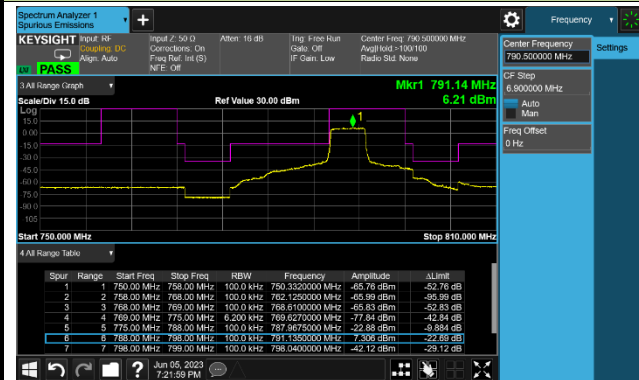 Spectrum Analyzer 1
Spurious Emissions
Frequency
KEYSIGHT Input: RF
Coupling: DC
Align: Auto
Input Z: 50 Ω
Corrections: On
Freq Ref: Int (S)
NFE: Off
Atten: 16 dB
Trig: Free Run
Gate: Off
IF Gain: Low
Center Freq: 790.500000 MHz
Avg|Hold:>100/100
Radio Std: None
PASS
Center Frequency
790.500000 MHz
Settings
CF Step
6.900000 MHz
Auto
Man
Freq Offset
0 Hz
3 All Range Graph
Mkr1 791.14 MHz
Scale/Div 15.0 dB
Ref Value 30.00 dBm
6.21 dBm
Log
15.0
0.00
-15.0
-30.0
-45.0
-60.0
-75.0
-90.0
-105
1
Start 750.000 MHz
Stop 810.000 MHz
4 All Range Table
Spur Range Start Freq Stop Freq RBW Frequency Amplitude ΔLimit
1 1 750.00 MHz 758.00 MHz 100.0 kHz 750.3320000 MHz -65.76 dBm -52.76 dB
2 2 758.00 MHz 768.00 MHz 100.0 kHz 762.1250000 MHz -65.99 dBm -95.99 dB
3 3 768.00 MHz 769.00 MHz 100.0 kHz 768.6100000 MHz -65.83 dBm -52.83 dB
4 4 769.00 MHz 775.00 MHz 6.200 kHz 769.6270000 MHz -77.84 dBm -42.84 dB
5 5 775.00 MHz 788.00 MHz 100.0 kHz 787.9675000 MHz -22.88 dBm -9.884 dB
6 6 788.00 MHz 798.00 MHz 100.0 kHz 791.1350000 MHz 7.306 dBm -22.69 dB
7 7 798.00 MHz 799.00 MHz 100.0 kHz 798.0400000 MHz -42.12 dBm -29.12 dB
Jun 05, 2023
7:21:59 PM